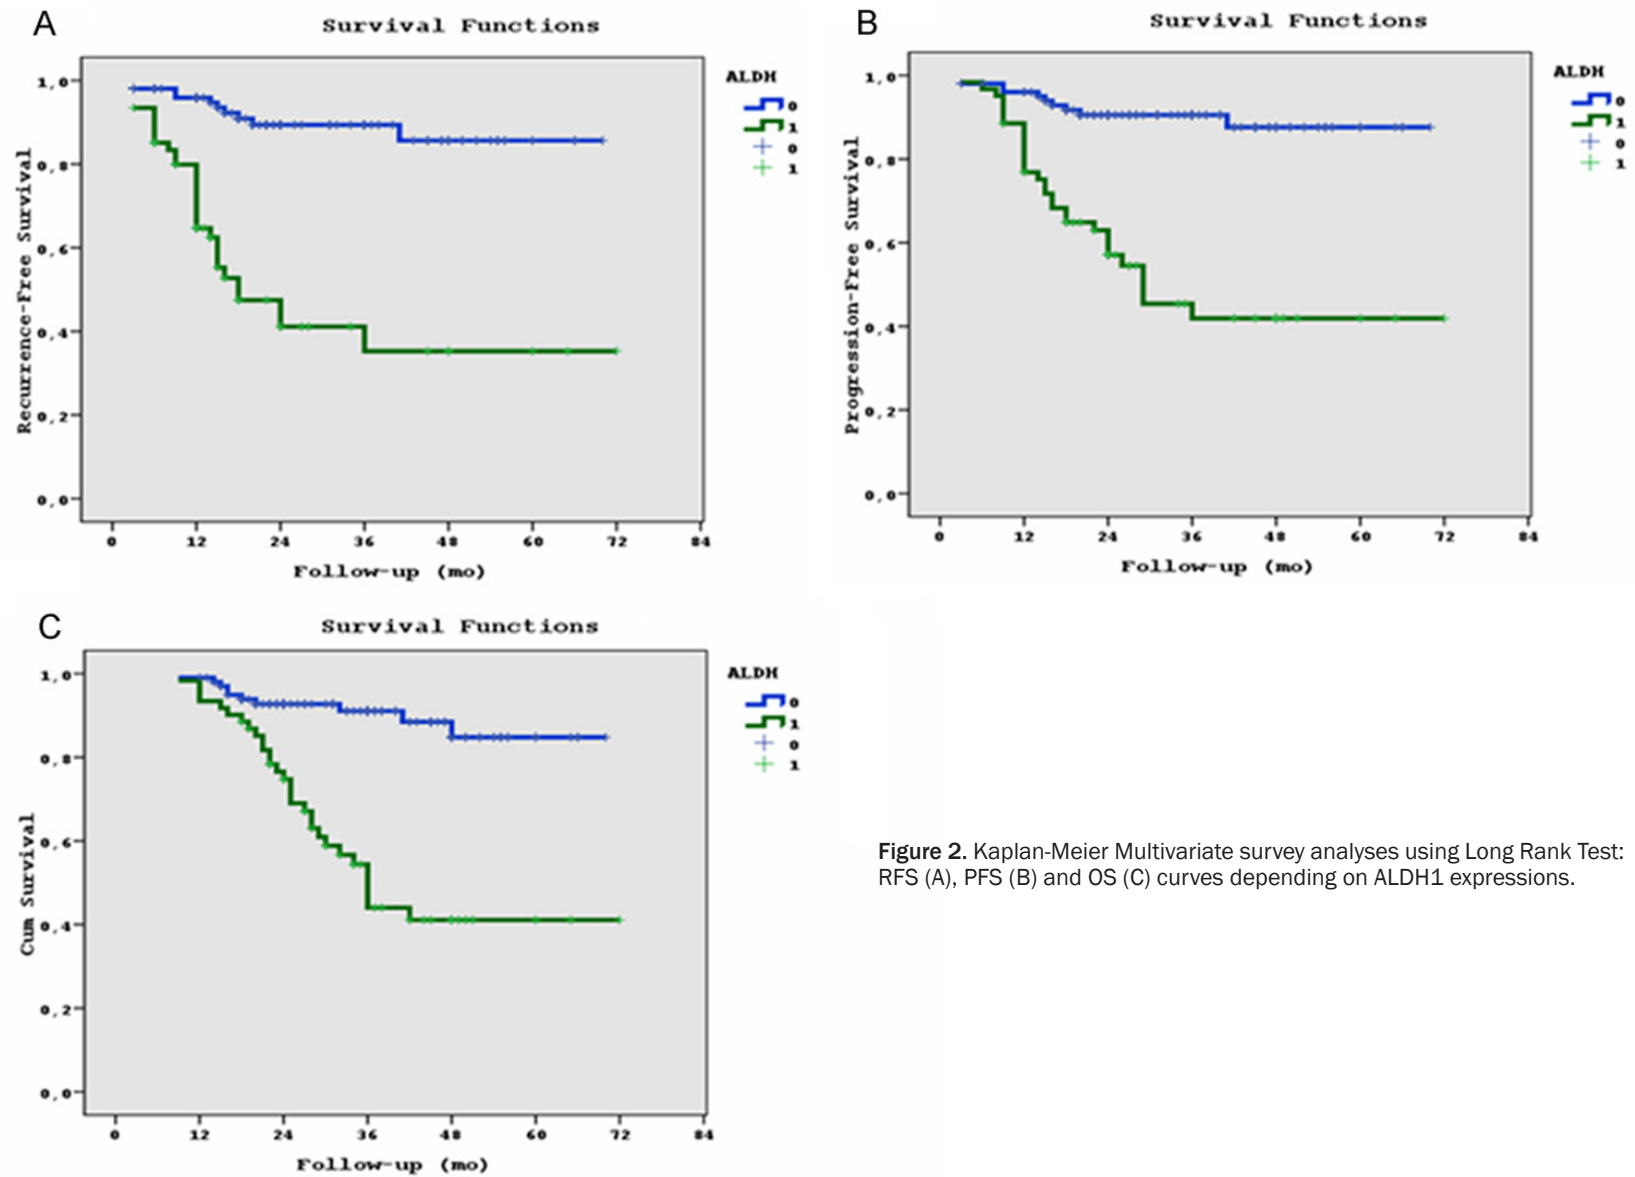 A
Survival Functions
Recurrence-Free Survival
1,0
0,8
0,6
0,4
0,2
0,0
0 12 24 36 48 60 72 84
Follow-up (mo)
ALDH
0
1
0
1
B
Survival Functions
Progression-Free Survival
1,0
0,8
0,6
0,4
0,2
0,0
0 12 24 36 48 60 72 84
Follow-up (mo)
ALDH
0
1
0
1
C
Survival Functions
Cum Survival
1,0
0,8
0,6
0,4
0,2
0,0
0 12 24 36 48 60 72 84
Follow-up (mo)
ALDH
0
1
0
1
Figure 2. Kaplan-Meier Multivariate survey analyses using Long Rank Test:
RFS (A), PFS (B) and OS (C) curves depending on ALDH1 expressions.